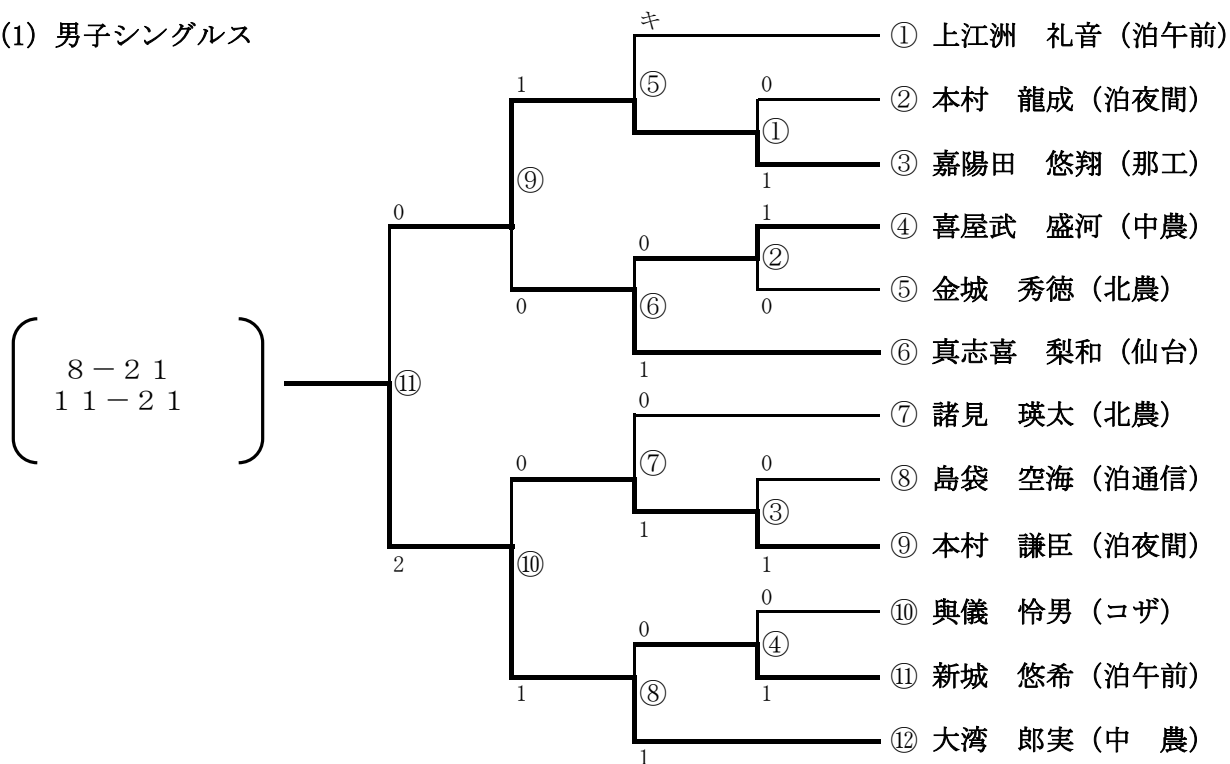 (1) 男子シングルス
キ
① 上江洲 礼音（泊午前）
1
⑤
0
② 本村 龍成（泊夜間）
①
③ 嘉陽田 悠翔（那工）
⑨
1
0
1
④ 喜屋武 盛河（中農）
0
②
⑤ 金城 秀徳（北農）
0
⑥
0
⑥ 真志喜 梨和（仙台）
1
8－21
11－21
⑪
0
⑦ 諸見 瑛太（北農）
0
⑦
0
⑧ 島袋 空海（泊通信）
1
③
⑨ 本村 謙臣（泊夜間）
2
⑩
1
0
⑩ 與儀 怜男（コザ）
0
④
⑪ 新城 悠希（泊午前）
1
⑧
1
⑫ 大湾 郎実（中 農）
1